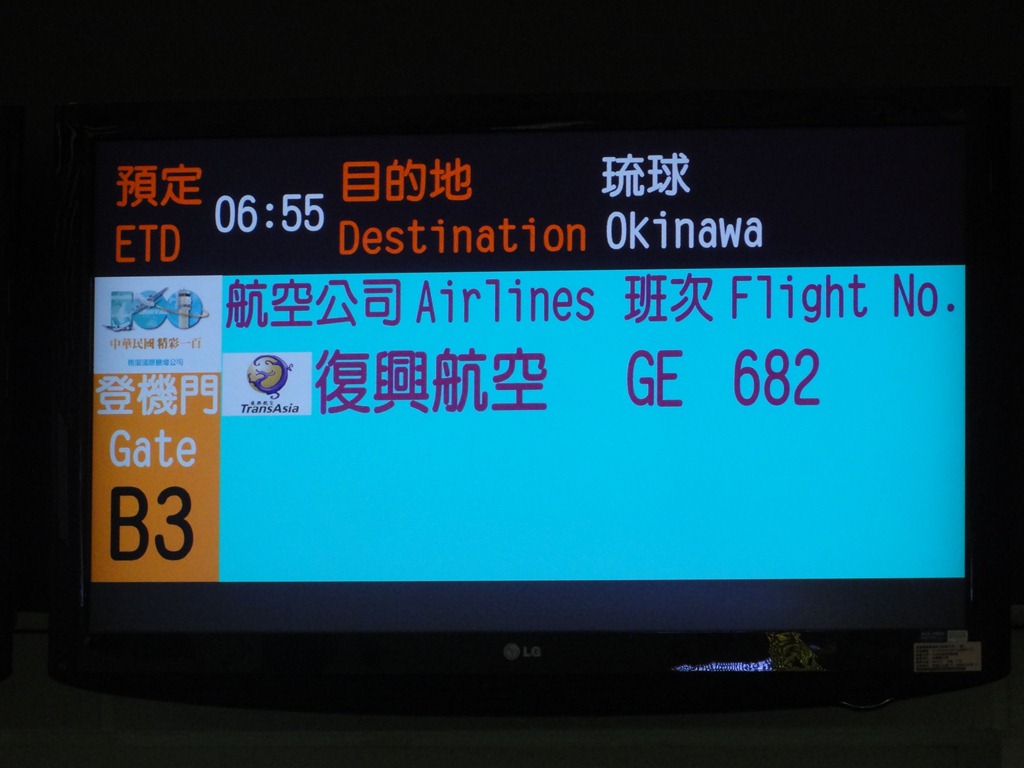 預定 06:55 目的地 琉球
ETD Destination Okinawa
100
中華民國 精彩一百
航空公司 Airlines 班次 Flight No.
TransAsia 復興航空 GE 682
登機門
Gate
B3
LG